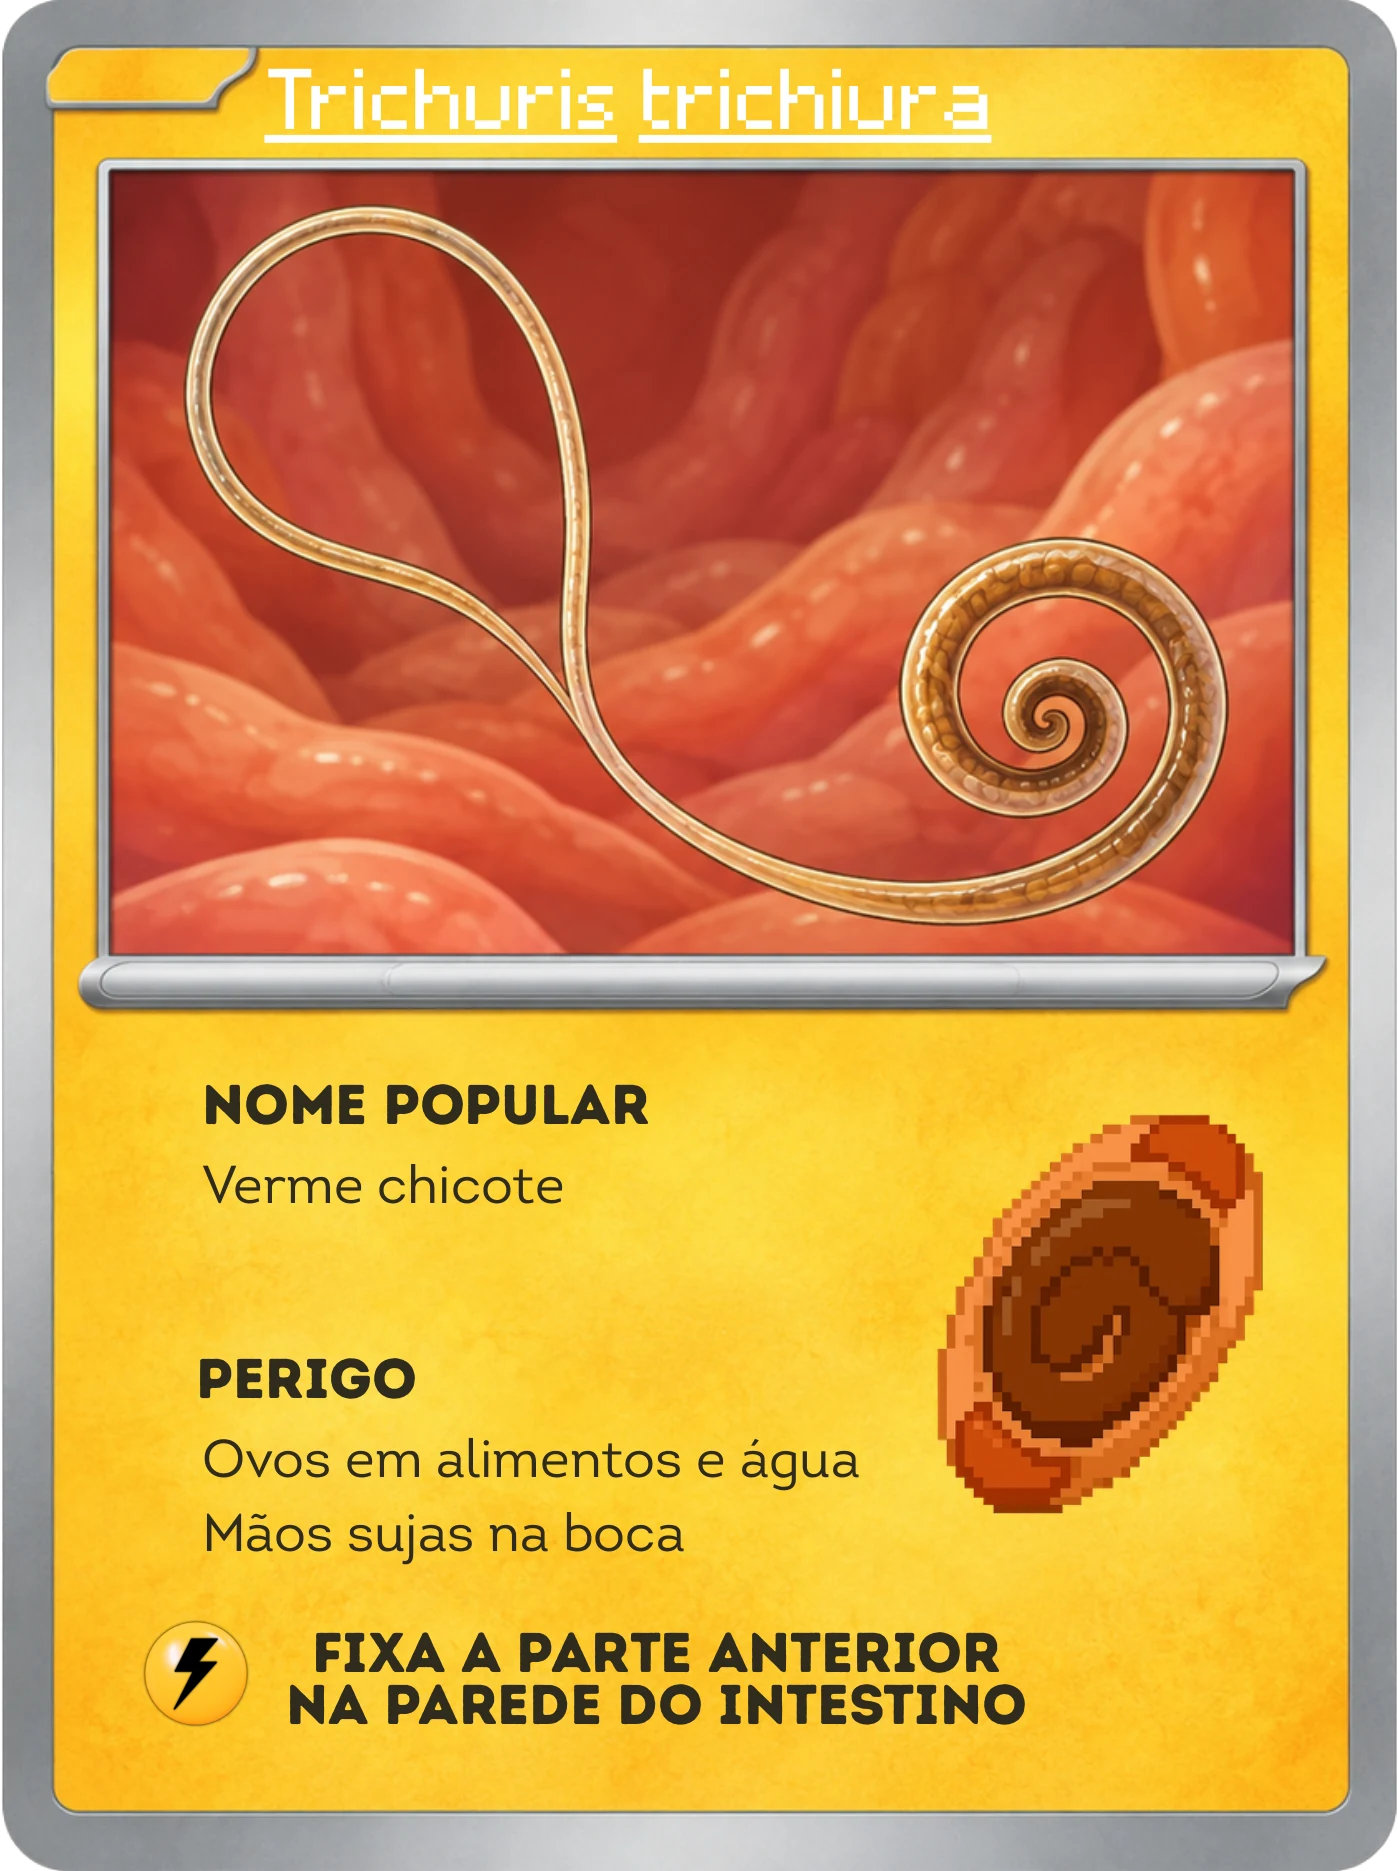 Trichuris trichiura
NOME POPULAR
Verme chicote
PERIGO
Ovos em alimentos e água
Mãos sujas na boca
FIXA A PARTE ANTERIOR
NA PAREDE DO INTESTINO